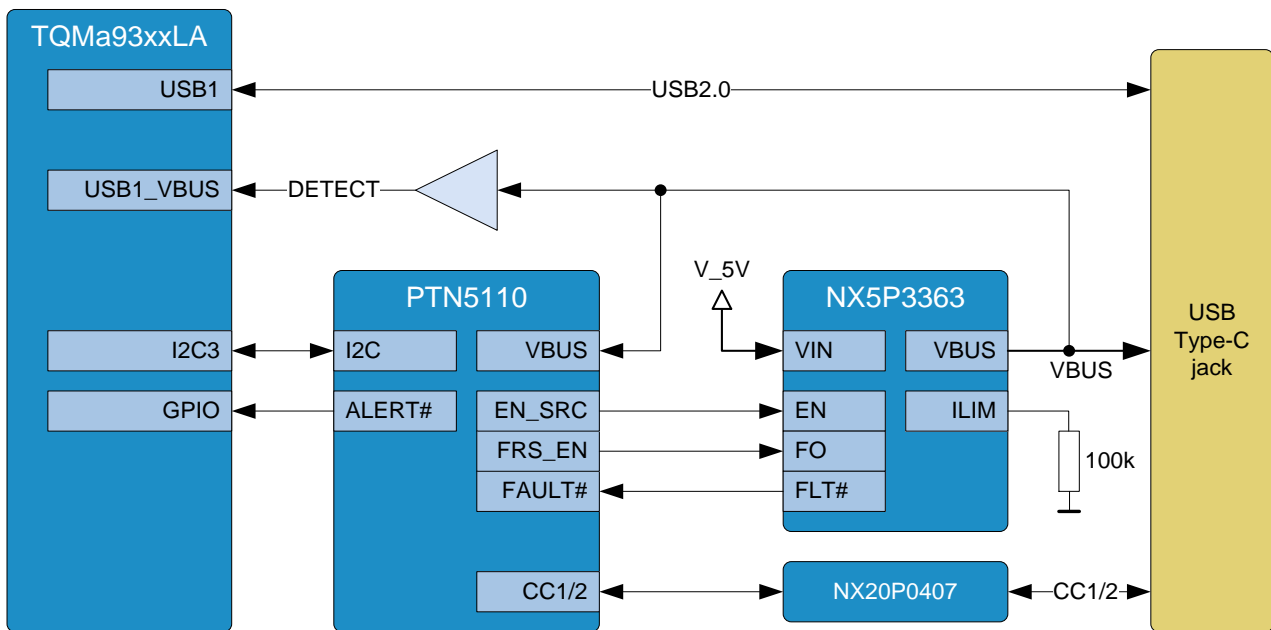 TQMa93xxLA
USB1
USB2.0
USB1_VBUS
DETECT
V_5V
PTN5110
NX5P3363
USB
Type-C
jack
I2C3
I2C
VBUS
VIN
VBUS
VBUS
GPIO
ALERT#
EN_SRC
EN
ILIM
FRS_EN
FO
100k
FAULT#
FLT#
CC1/2
NX20P0407
CC1/2